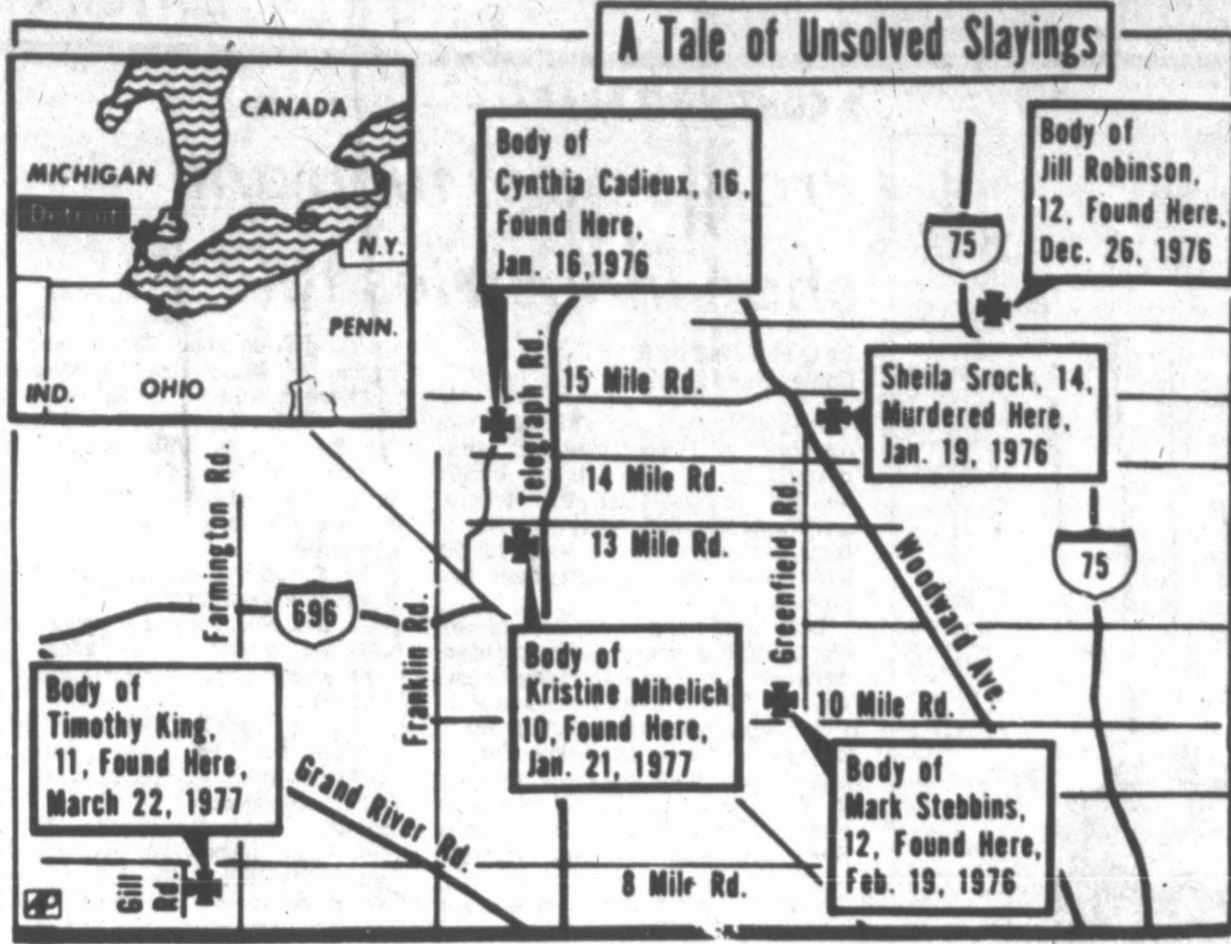 A Tale of Unsolved Slayings
CANADA
MICHIGAN
Detroit
N.Y.
PENN.
IND.
OHIO
Body of
Cynthia Cadieux, 16,
Found Here,
Jan. 16,1976
75
Body of
Jill Robinson,
12, Found Here,
Dec. 26, 1976
Telegraph Rd.
15 Mile Rd.
Sheila Srock, 14,
Murdered Here,
Jan. 19, 1976
14 Mile Rd.
13 Mile Rd.
Farmington Rd.
696
Franklin Rd.
Greenfield Rd.
Woodward Ave.
75
Body of
Timothy King,
11, Found Here,
March 22, 1977
Body of
Kristine Mihelich
10, Found Here,
Jan. 21, 1977
10 Mile Rd.
Body of
Mark Stebbins,
12, Found Here,
Feb. 19, 1976
Grand River Rd.
Gill
Rd.
8 Mile Rd.
AP